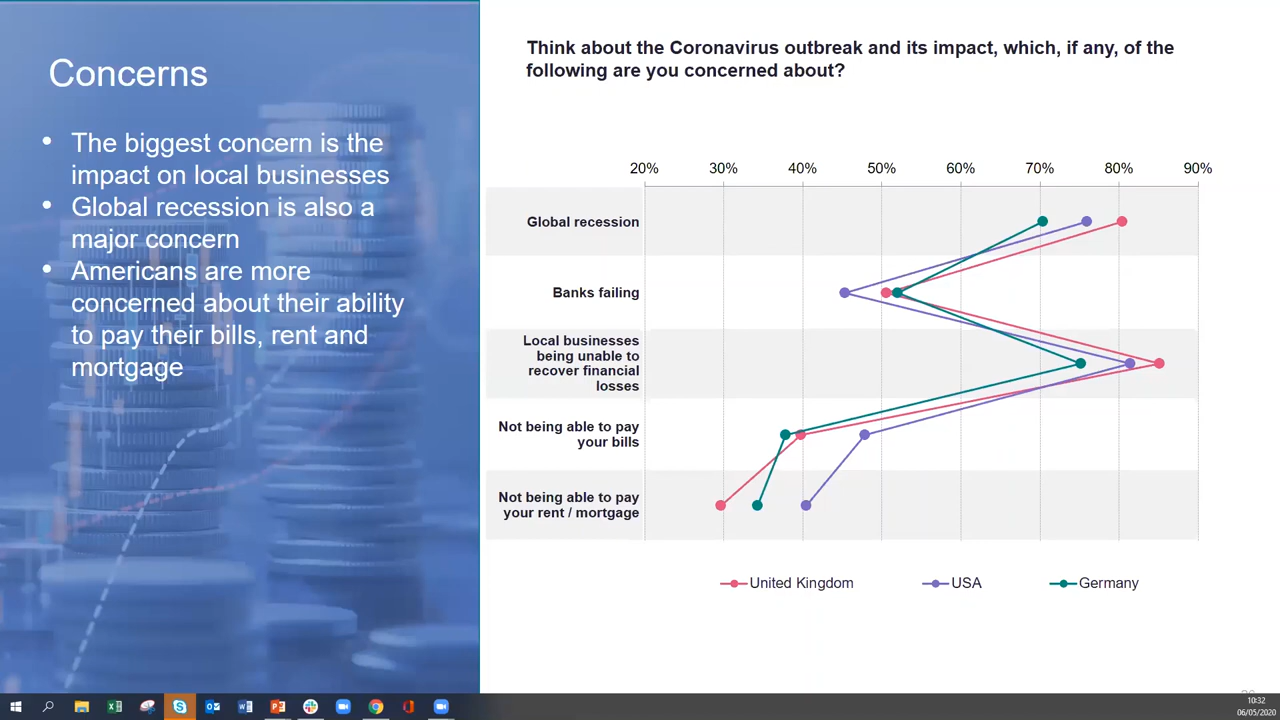 Concerns
• The biggest concern is the
impact on local businesses
• Global recession is also a
major concern
• Americans are more
concerned about their ability
to pay their bills, rent and
mortgage
Think about the Coronavirus outbreak and its impact, which, if any, of the
following are you concerned about?
20% 30% 40% 50% 60% 70% 80% 90%
Global recession
Banks failing
Local businesses
being unable to
recover financial
losses
Not being able to pay
your bills
Not being able to pay
your rent / mortgage
United Kingdom USA Germany
10:32
06/05/2020